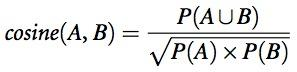 cosine(A, B) = P(A∪B) / √P(A) × P(B)